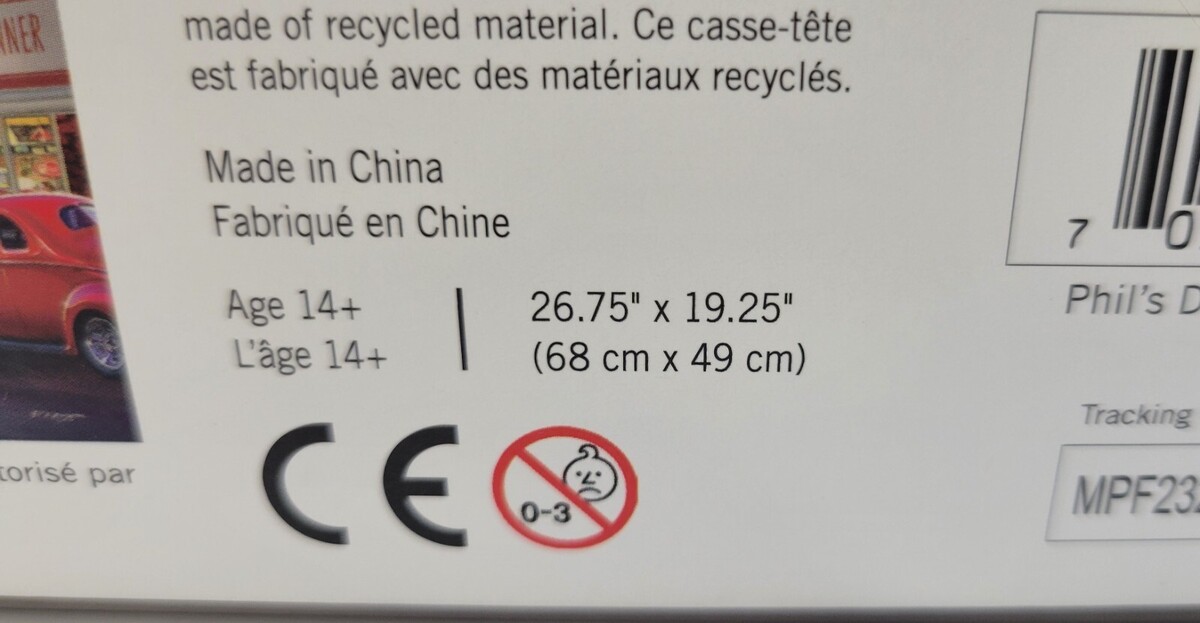 made of recycled material. Ce casse-tête
est fabriqué avec des matériaux recyclés.
Made in China
Fabriqué en Chine
Age 14+
L'âge 14+
26.75" x 19.25"
(68 cm x 49 cm)
CE
0-3
par
7 0
Phil's D
Tracking
MPF23